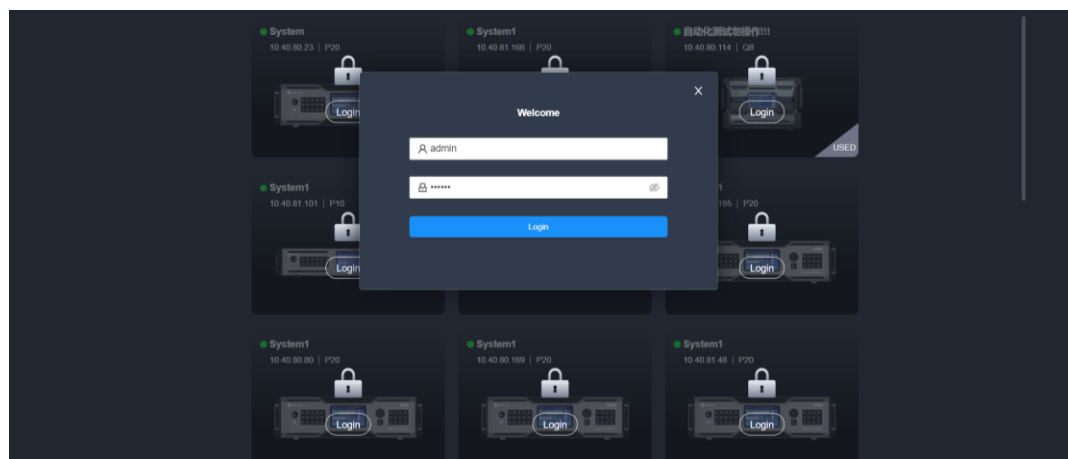 System
10.40.80.23 | P20
Login
System1
10.40.81.166 | P20
自动化测试勿操作!!!
10.40.80.114 | Q8
Login
USED
Welcome
admin
••••••
Login
System1
10.40.81.101 | P10
Login
1
165 | P20
Login
System1
10.40.80.80 | P20
Login
System1
10.40.80.169 | P20
Login
System1
10.40.81.48 | P20
Login